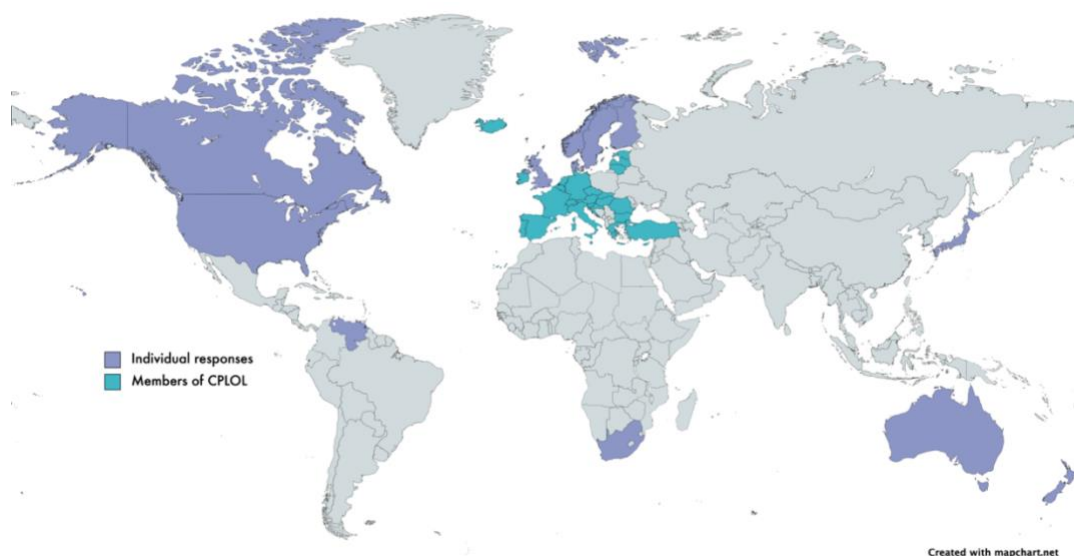 Individual responses
Members of CPLOL
Created with mapchart.net